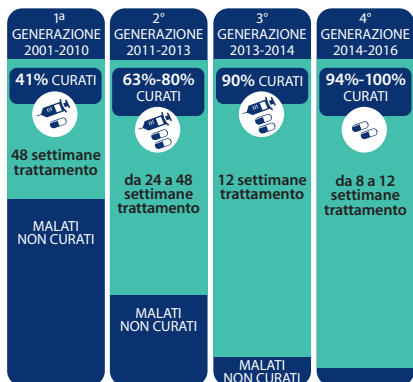 1ª
GENERAZIONE
2001-2010
41% CURATI
48 settimane
trattamento
MALATI
NON CURATI
2°
GENERAZIONE
2011-2013
63%-80%
CURATI
da 24 a 48
settimane
trattamento
MALATI
NON CURATI
3°
GENERAZIONE
2013-2014
90% CURATI
12 settimane
trattamento
MALATI
NON CURATI
4°
GENERAZIONE
2014-2016
94%-100%
CURATI
da 8 a 12
settimane
trattamento